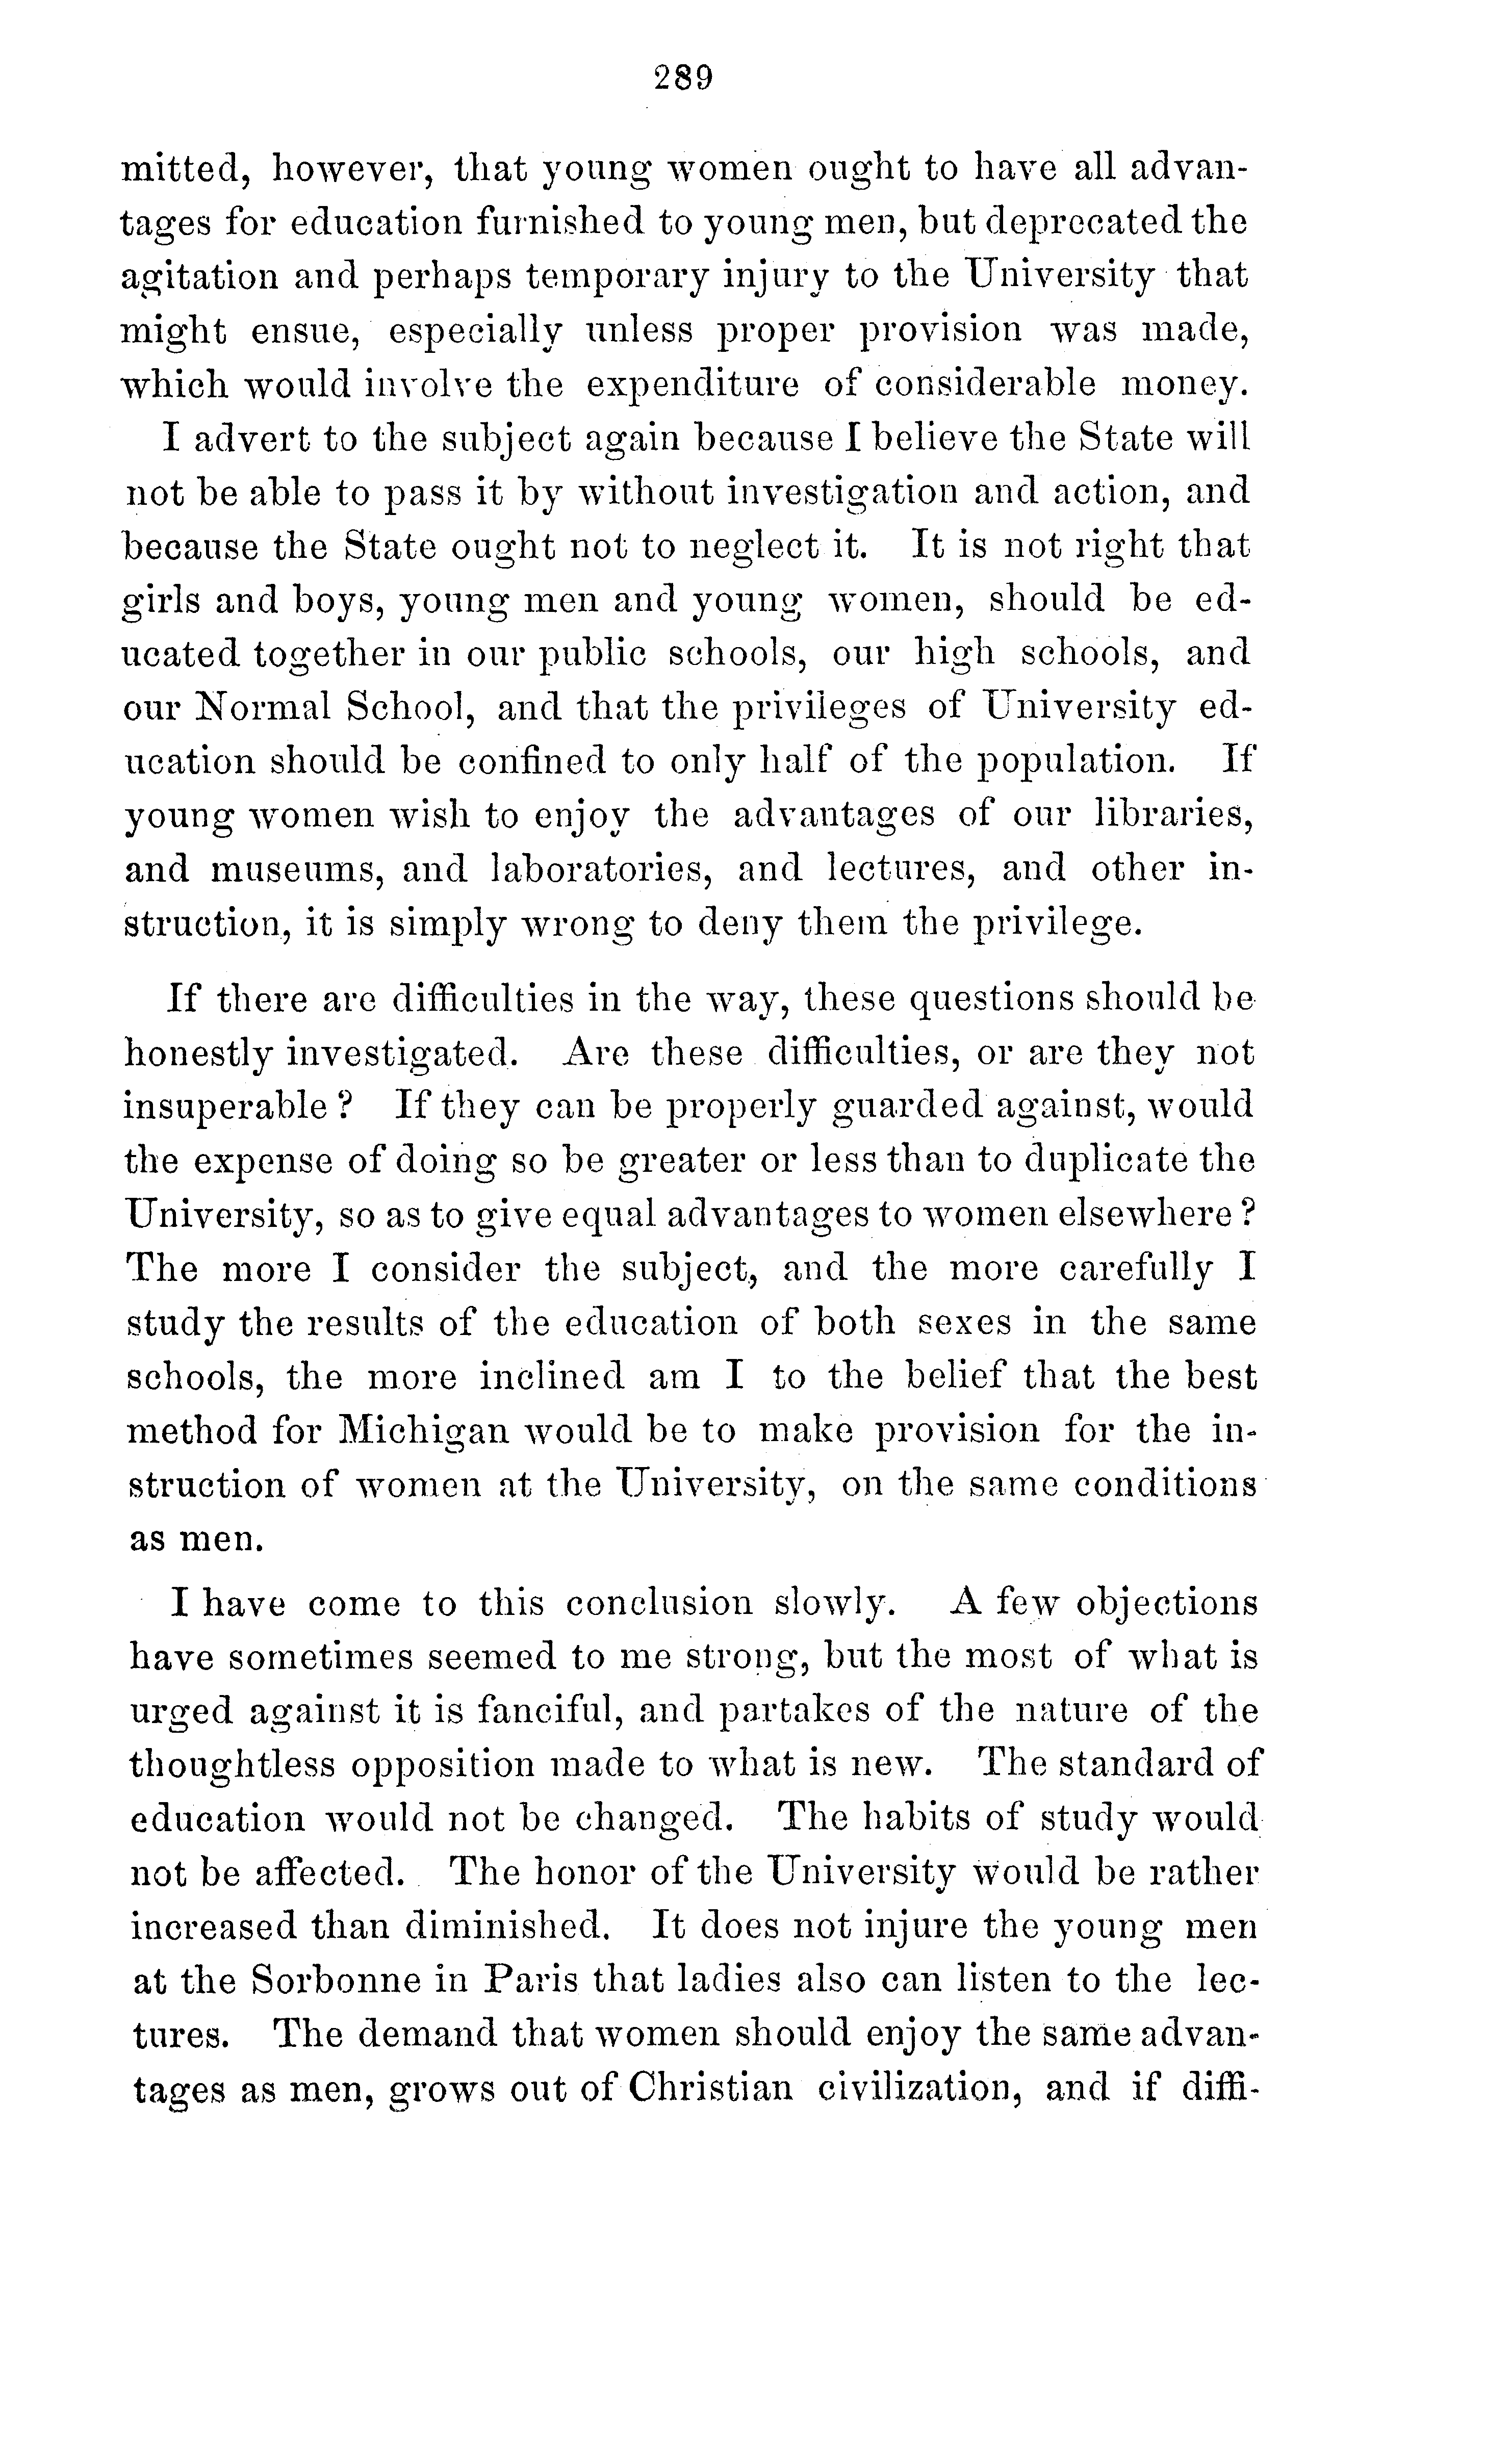 289
mitted, however, that young women ought to have all advan-
tages for education furnished to young men, but deprecated the
agitation and perhaps temporary injury to the University that
might ensue, especially unless proper provision was made,
which would involve the expenditure of considerable money.
I advert to the subject again because I believe the State will
not be able to pass it by without investigation and action, and
because the State ought not to neglect it. It is not right that
girls and boys, young men and young women, should be ed-
ucated together in our public schools, our high schools, and
our Normal School, and that the privileges of University ed-
ucation should be confined to only half of the population. If
young women wish to enjoy the advantages of our libraries,
and museums, and laboratories, and lectures, and other in-
struction, it is simply wrong to deny them the privilege.
If there are difficulties in the way, these questions should be
honestly investigated. Are these difficulties, or are they not
insuperable? If they can be properly guarded against, would
the expense of doing so be greater or less than to duplicate the
University, so as to give equal advantages to women elsewhere?
The more I consider the subject, and the more carefully I
study the results of the education of both sexes in the same
schools, the more inclined am I to the belief that the best
method for Michigan would be to make provision for the in-
struction of women at the University, on the same conditions
as men.
I have come to this conclusion slowly. A few objections
have sometimes seemed to me strong, but the most of what is
urged against it is fanciful, and partakes of the nature of the
thoughtless opposition made to what is new. The standard of
education would not be changed. The habits of study would
not be affected. The honor of the University would be rather
increased than diminished. It does not injure the young men
at the Sorbonne in Paris that ladies also can listen to the lec-
tures. The demand that women should enjoy the same advan-
tages as men, grows out of Christian civilization, and if diffi-